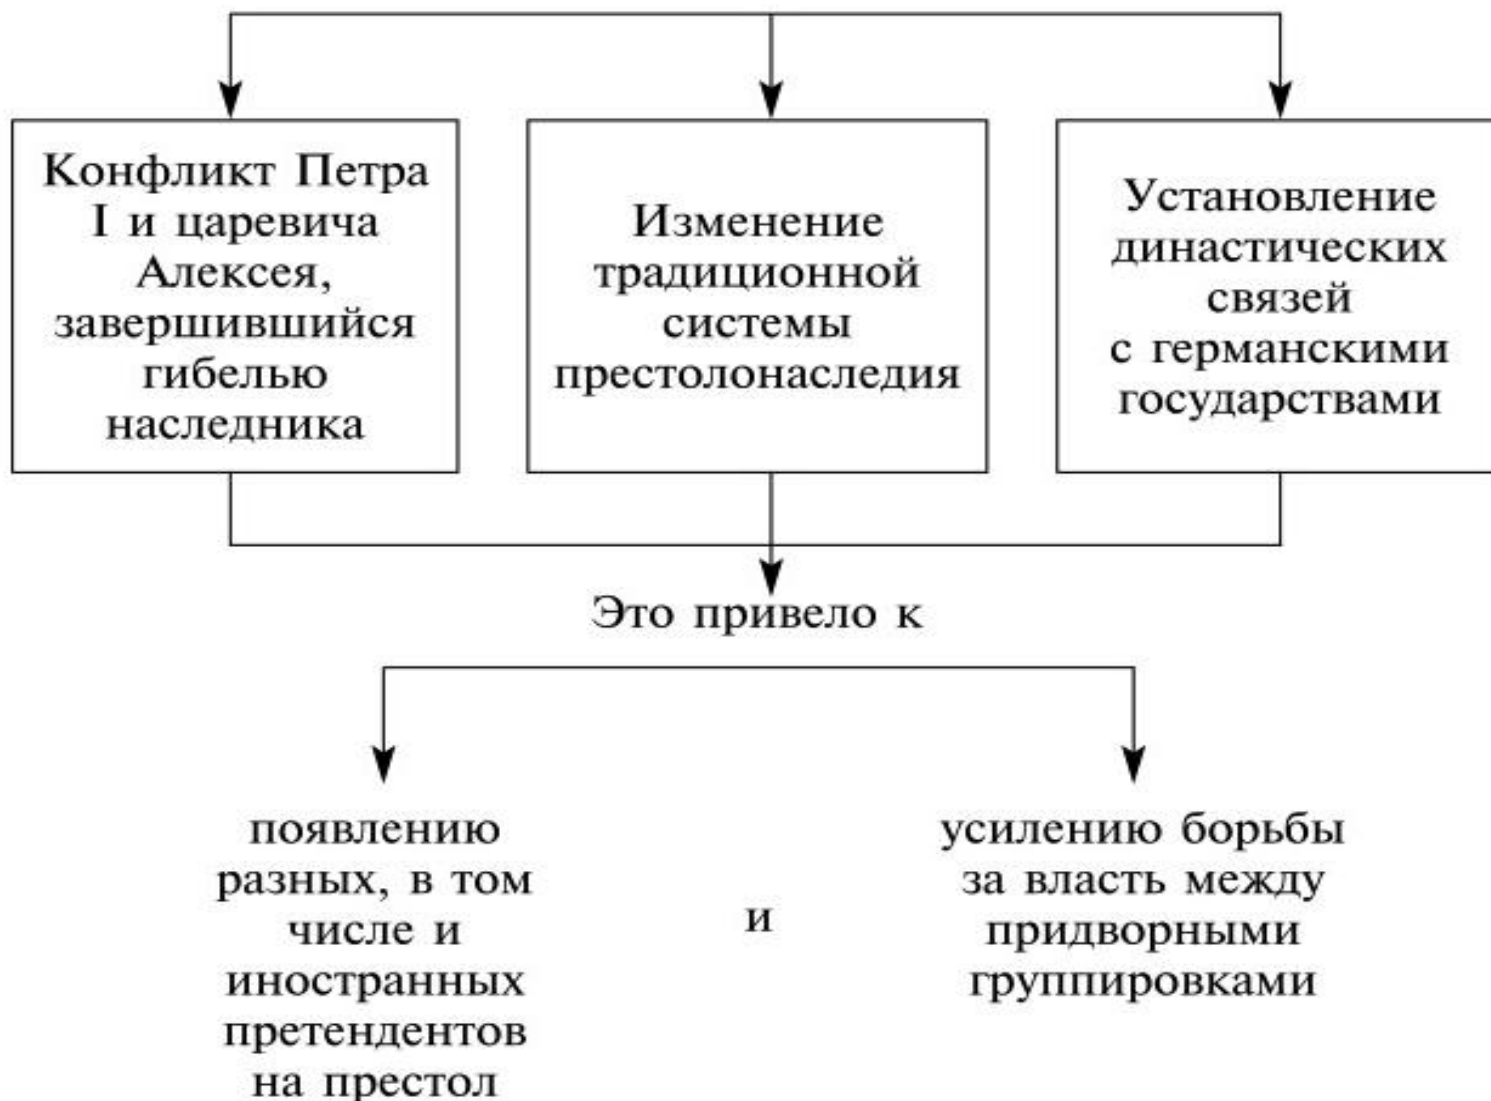 Конфликт Петра
I и царевича
Алексея,
завершившийся
гибелью
наследника
Изменение
традиционной
системы
престолонаследия
Установление
династических
связей
с германскими
государствами
Это привело к
появлению
разных, в том
числе и
иностранных
претендентов
на престол
и
усилению борьбы
за власть между
придворными
группировками